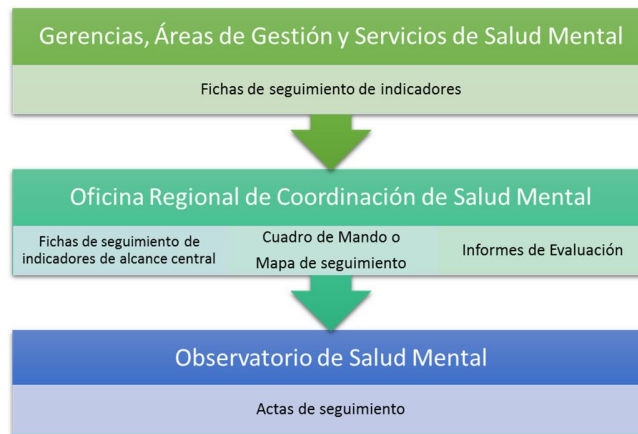 Gerencias, Áreas de Gestión y Servicios de Salud Mental
Fichas de seguimiento de indicadores
Oficina Regional de Coordinación de Salud Mental
Fichas de seguimiento de
indicadores de alcance central
Cuadro de Mando o
Mapa de seguimiento
Informes de Evaluación
Observatorio de Salud Mental
Actas de seguimiento